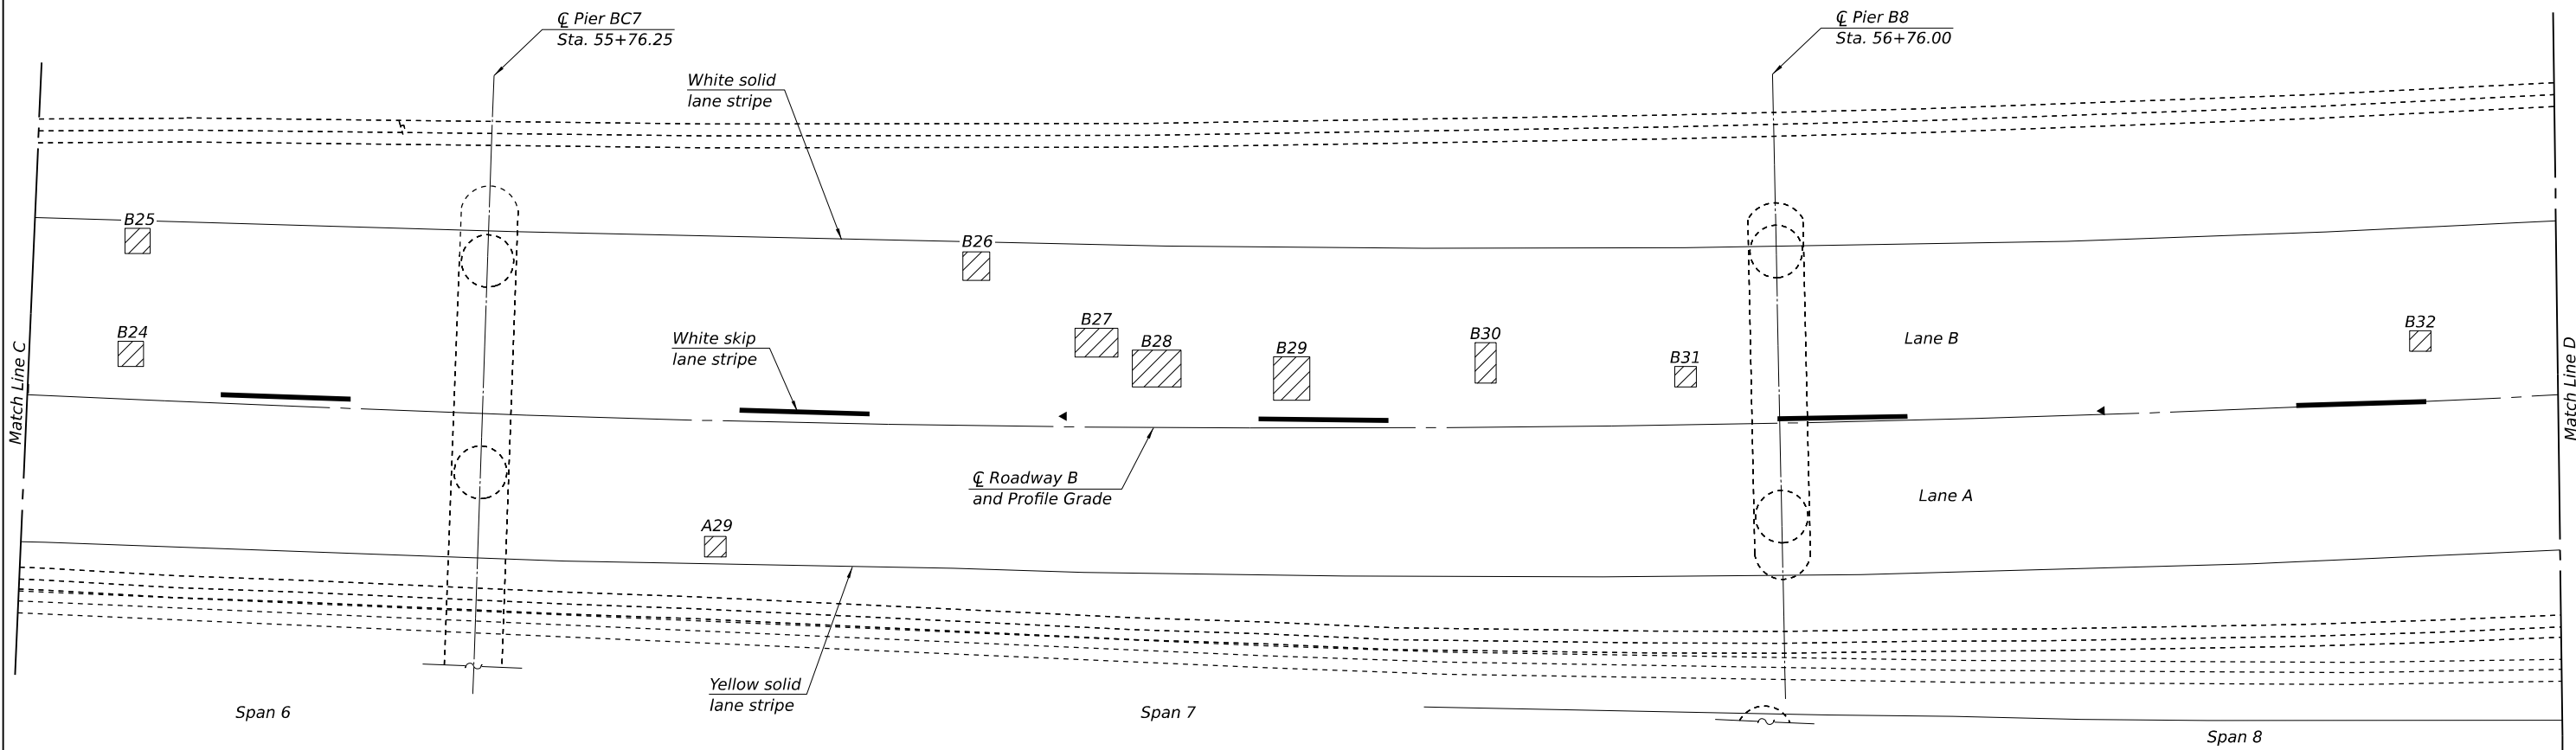 ℄ Pier BC7
Sta. 55+76.25
℄ Pier B8
Sta. 56+76.00
White solid
lane stripe
B25
B26
B24
White skip
lane stripe
B27
B28
B29
B30
B31
Lane B
B32
Match Line C
Match Line D
℄ Roadway B
and Profile Grade
Lane A
A29
Yellow solid
lane stripe
Span 6
Span 7
Span 8